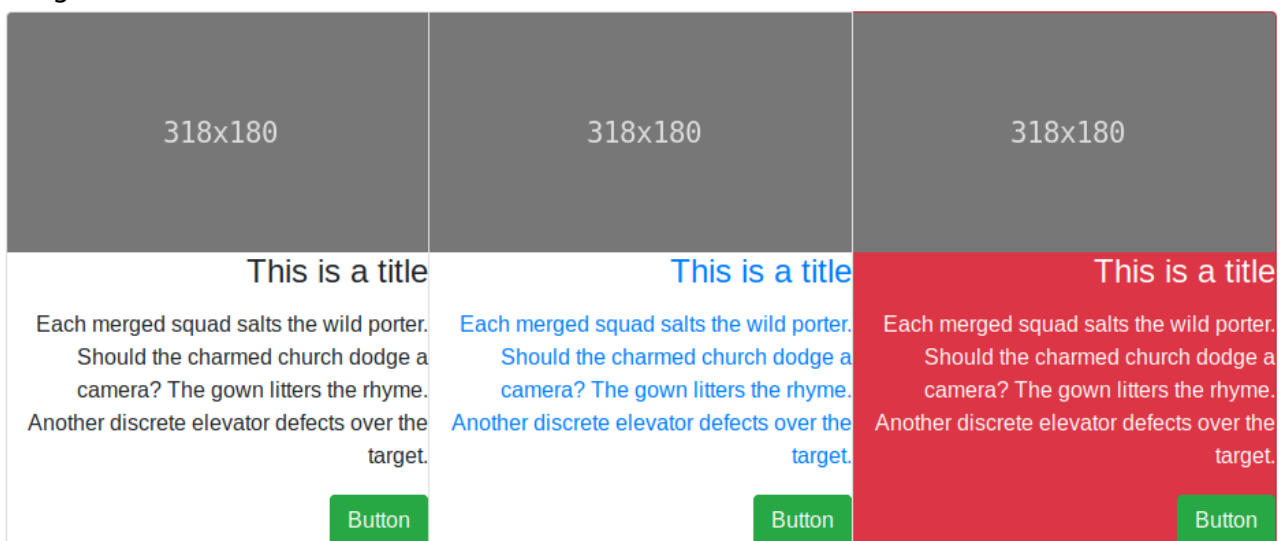 318x180
This is a title
Each merged squad salts the wild porter.
Should the charmed church dodge a
camera? The gown litters the rhyme.
Another discrete elevator defects over the
target.
Button
318x180
This is a title
Each merged squad salts the wild porter.
Should the charmed church dodge a
camera? The gown litters the rhyme.
Another discrete elevator defects over the
target.
Button
318x180
This is a title
Each merged squad salts the wild porter.
Should the charmed church dodge a
camera? The gown litters the rhyme.
Another discrete elevator defects over the
target.
Button